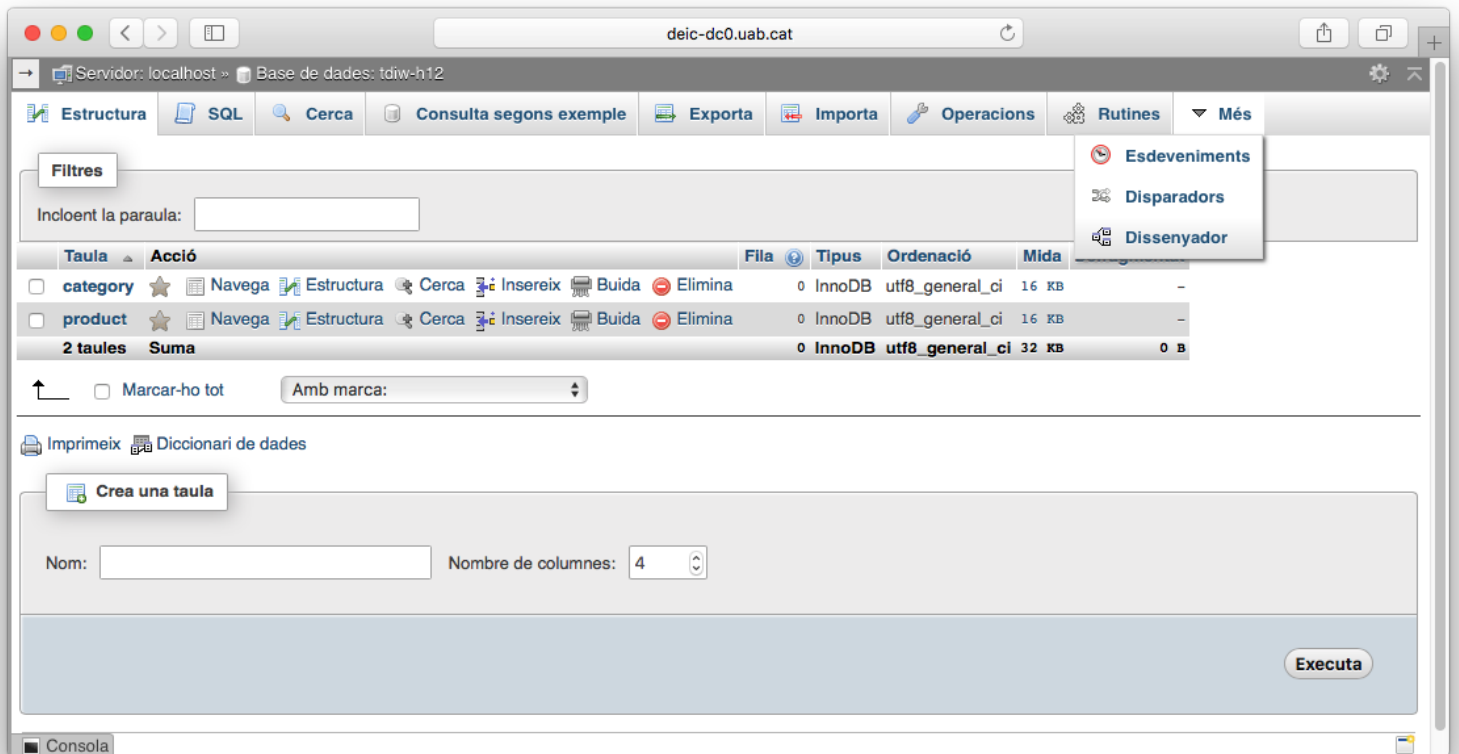 deic-dc0.uab.cat
Servidor: localhost » Base de dades: tdiw-h12
Estructura SQL Cerca Consulta segons exemple Exporta Importa Operacions Rutines Més
Esdeveniments
Disparadors
Dissenyador
Filtres
Incloent la paraula:
Taula Acció Fila Tipus Ordenació Mida
category Navega Estructura Cerca Insereix Buida Elimina 0 InnoDB utf8_general_ci 16 KB –
product Navega Estructura Cerca Insereix Buida Elimina 0 InnoDB utf8_general_ci 16 KB –
2 taules Suma 0 InnoDB utf8_general_ci 32 KB 0 B
Marcar-ho tot Amb marca:
Imprimeix Diccionari de dades
Crea una taula
Nom: Nombre de columnes: 4
Executa
Consola